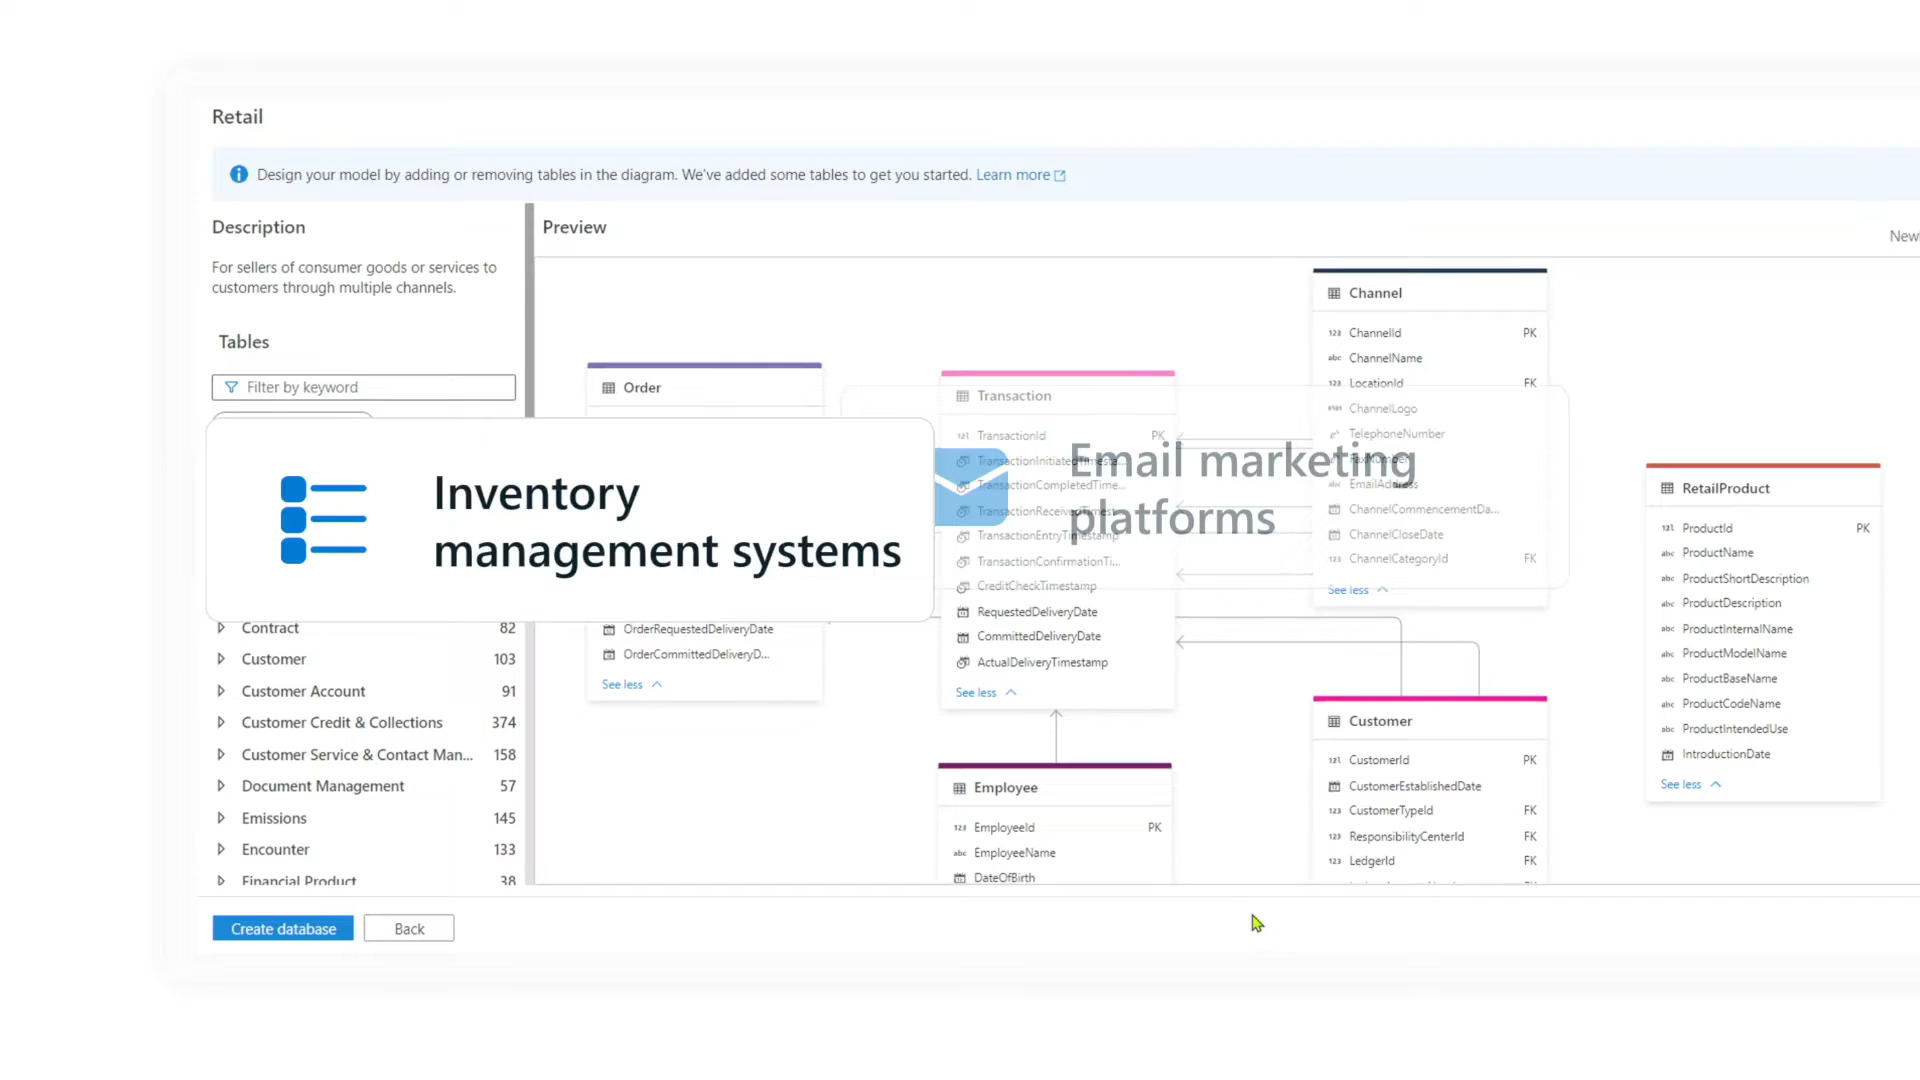 Retail
Design your model by adding or removing tables in the diagram. We've added some tables to get you started. Learn more
Description
For sellers of consumer goods or services to
customers through multiple channels.
Tables
Filter by keyword
Inventory
management systems
Contract 82
Customer 103
Customer Account 91
Customer Credit & Collections 374
Customer Service & Contact Man... 158
Document Management 57
Emissions 145
Encounter 133
Financial Product 38
Create database
Back
Preview
Order
OrderRequestedDeliveryDate
OrderCommittedDeliveryD...
See less
Transaction
TransactionId PK
TransactionInitiatedTimesta...
TransactionCompletedTime...
TransactionReceivedTimest...
TransactionEntryTimestamp
TransactionConfirmationTi...
CreditCheckTimestamp
RequestedDeliveryDate
CommittedDeliveryDate
ActualDeliveryTimestamp
See less
Email marketing
platforms
Employee
EmployeeId PK
EmployeeName
DateOfBirth
Channel
ChannelId PK
ChannelName
LocationId FK
ChannelLogo
TelephoneNumber
FaxNumber
EmailAddress
ChannelCommencementDa...
ChannelCloseDate
ChannelCategoryId FK
See less
Customer
CustomerId PK
CustomerEstablishedDate
CustomerTypeId FK
ResponsibilityCenterId FK
LedgerId FK
RetailProduct
ProductId PK
ProductName
ProductShortDescription
ProductDescription
ProductInternalName
ProductModelName
ProductBaseName
ProductCodeName
ProductIntendedUse
IntroductionDate
See less